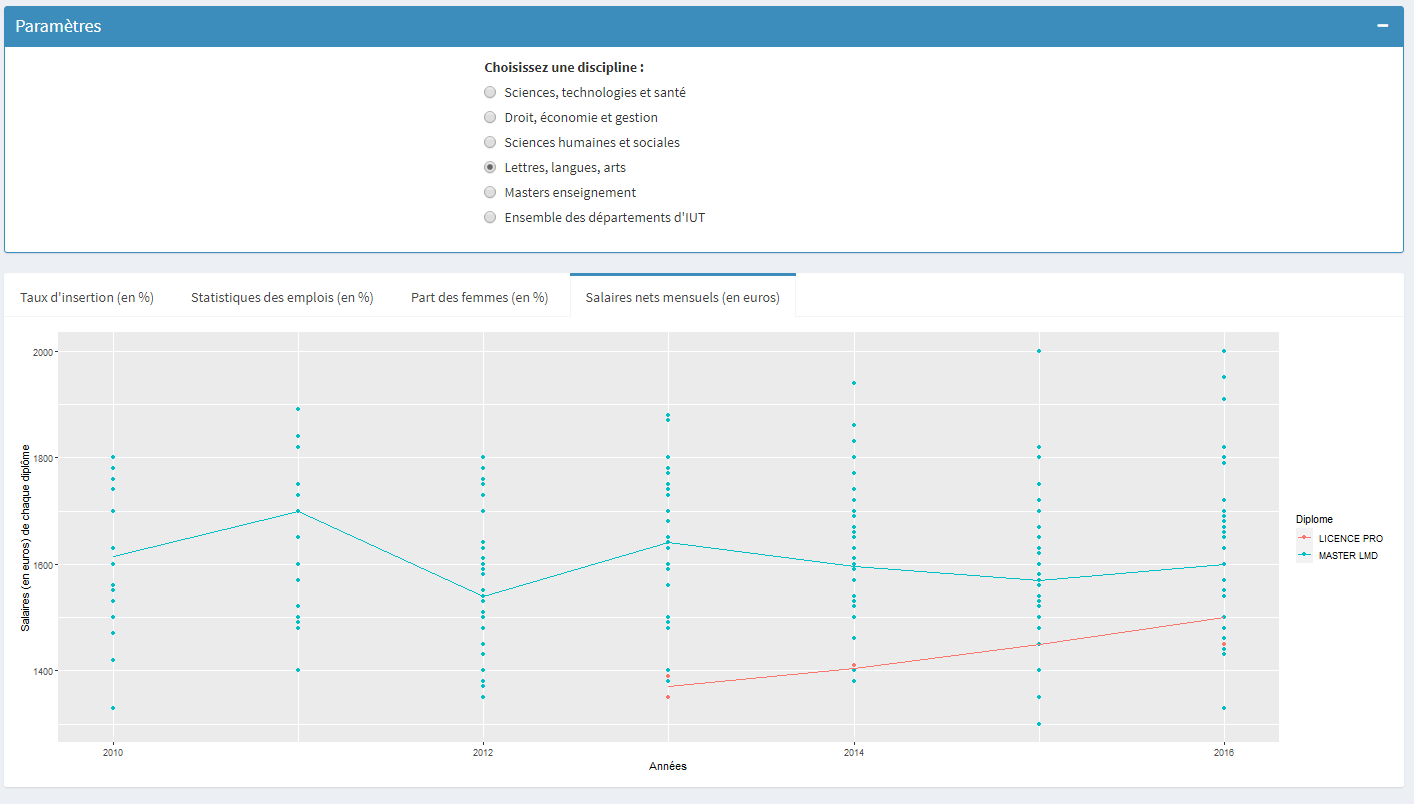 Paramètres
Choisissez une discipline :
Sciences, technologies et santé
Droit, économie et gestion
Sciences humaines et sociales
Lettres, langues, arts
Masters enseignement
Ensemble des départements d'IUT
Taux d'insertion (en %)
Statistiques des emplois (en %)
Part des femmes (en %)
Salaires nets mensuels (en euros)
Salaires (en euros) de chaque diplôme
2000
1800
1600
1400
2010
2012
2014
2016
Années
Diplome
LICENCE PRO
MASTER LMD